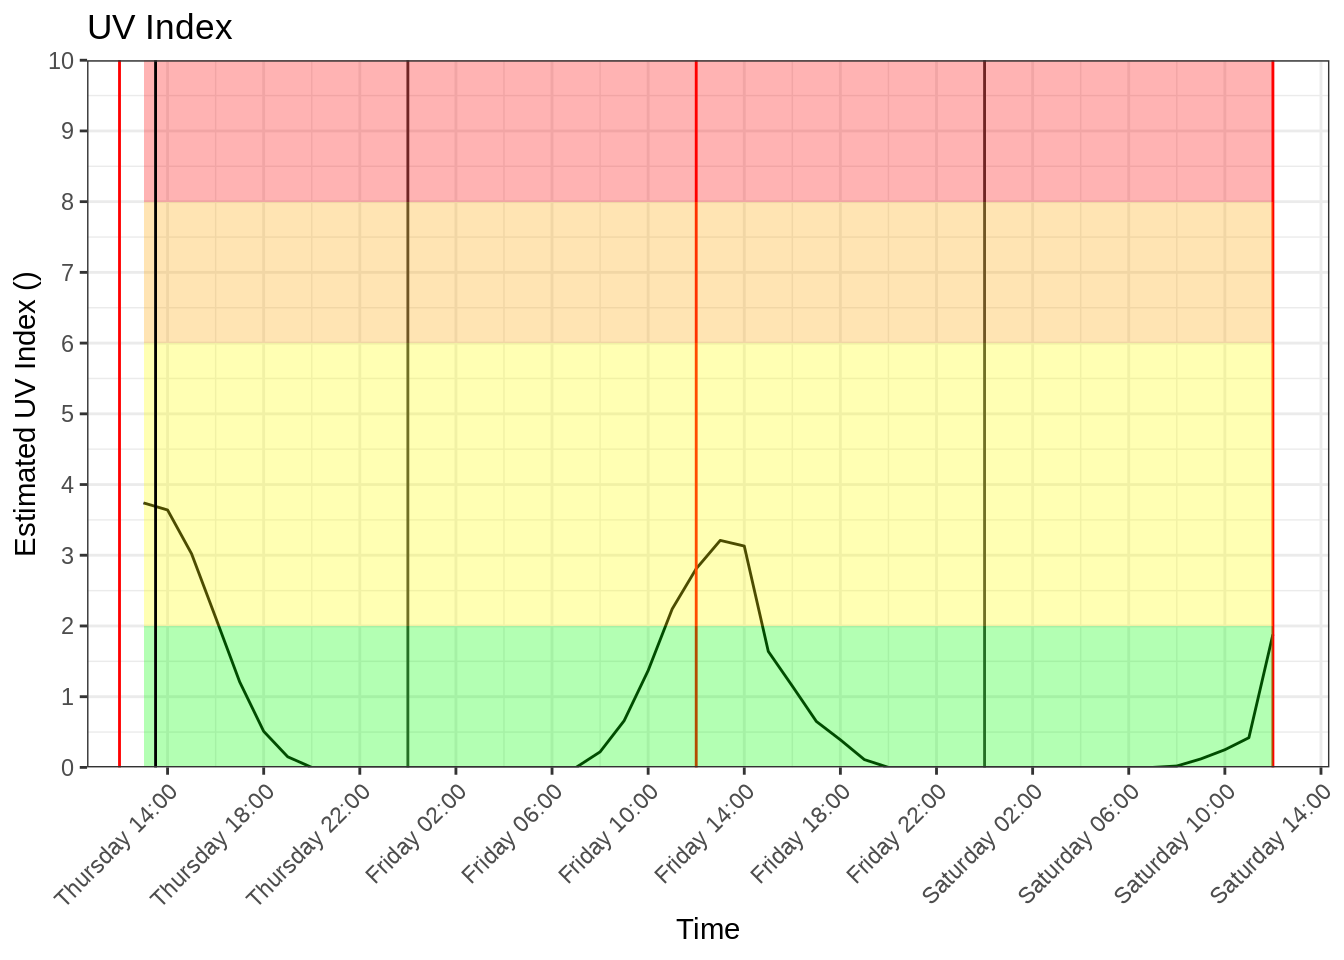 UV Index
10
9
8
7
6
5
4
3
2
1
0
Estimated UV Index ()
Thursday 14:00
Thursday 18:00
Thursday 22:00
Friday 02:00
Friday 06:00
Friday 10:00
Friday 14:00
Friday 18:00
Friday 22:00
Saturday 02:00
Saturday 06:00
Saturday 10:00
Saturday 14:00
Time